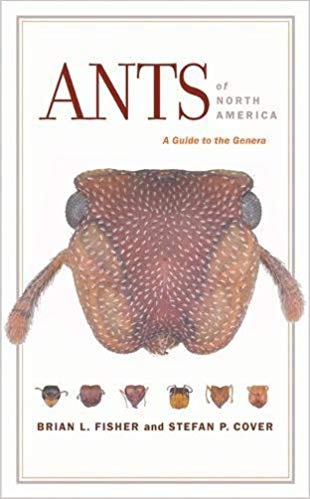 ANTS of
NORTH
AMERICA
A Guide to the Genera
BRIAN L. FISHER and STEFAN P. COVER